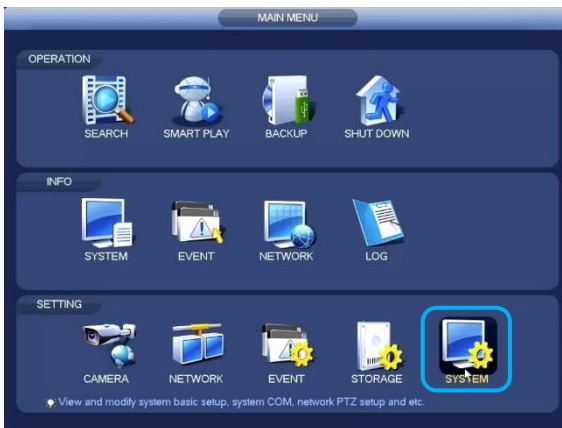 MAIN MENU
OPERATION
SEARCH SMART PLAY BACKUP SHUT DOWN
INFO
SYSTEM EVENT NETWORK LOG
SETTING
CAMERA NETWORK EVENT STORAGE SYSTEM
View and modify system basic setup, system COM, network PTZ setup and etc.